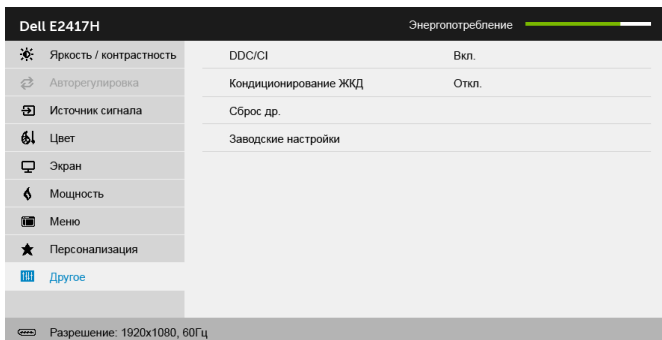 Dell E2417H Энергопотребление
Яркость / контрастность DDC/CI Вкл.
Авторегулировка Кондиционирование ЖКД Откл.
Источник сигнала Сброс др.
Цвет Заводские настройки
Экран
Мощность
Меню
Персонализация
Другое
Разрешение: 1920x1080, 60Гц